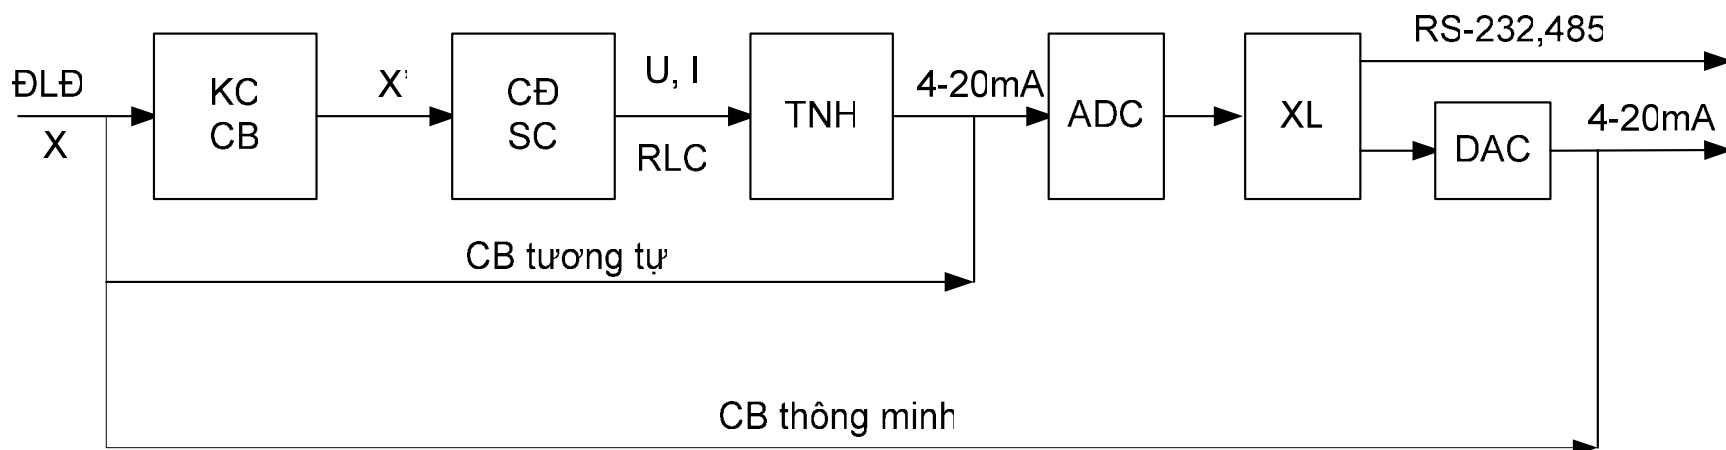 ĐLĐ
X
KC
CB
X'
CĐ
SC
U, I
RLC
TNH
4-20mA
ADC
XL
RS-232,485
DAC
4-20mA
CB tương tự
CB thông minh